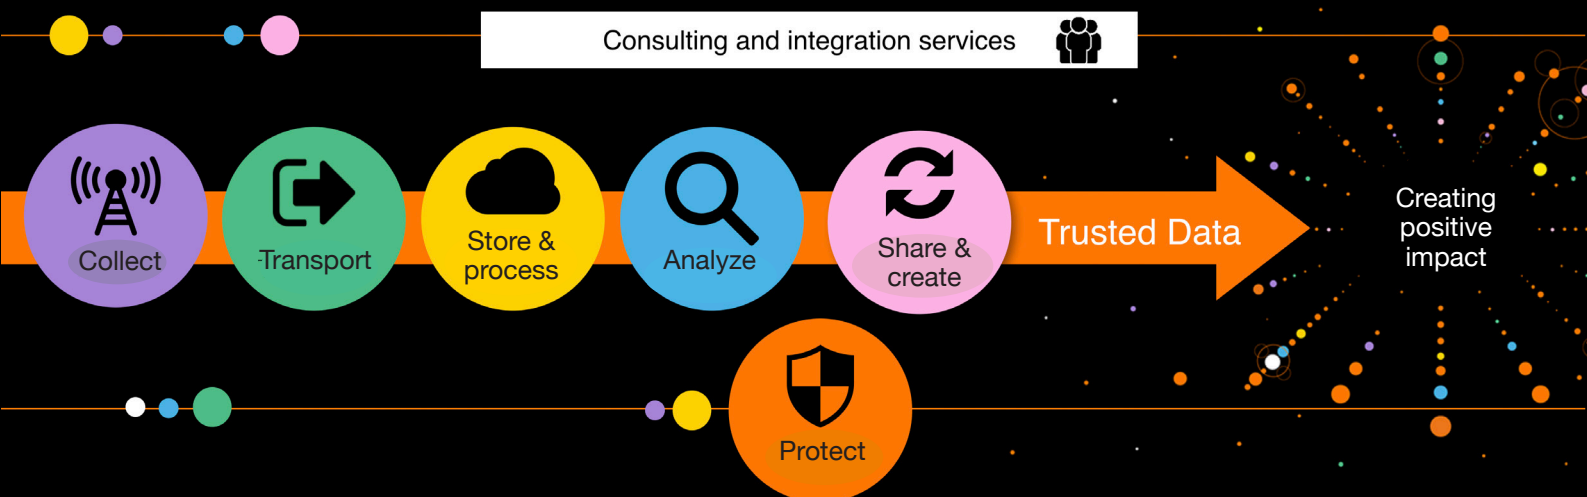 Consulting and integration services
Collect
-Transport
Store &
process
Analyze
Share &
create
Trusted Data
Creating
positive
impact
Protect